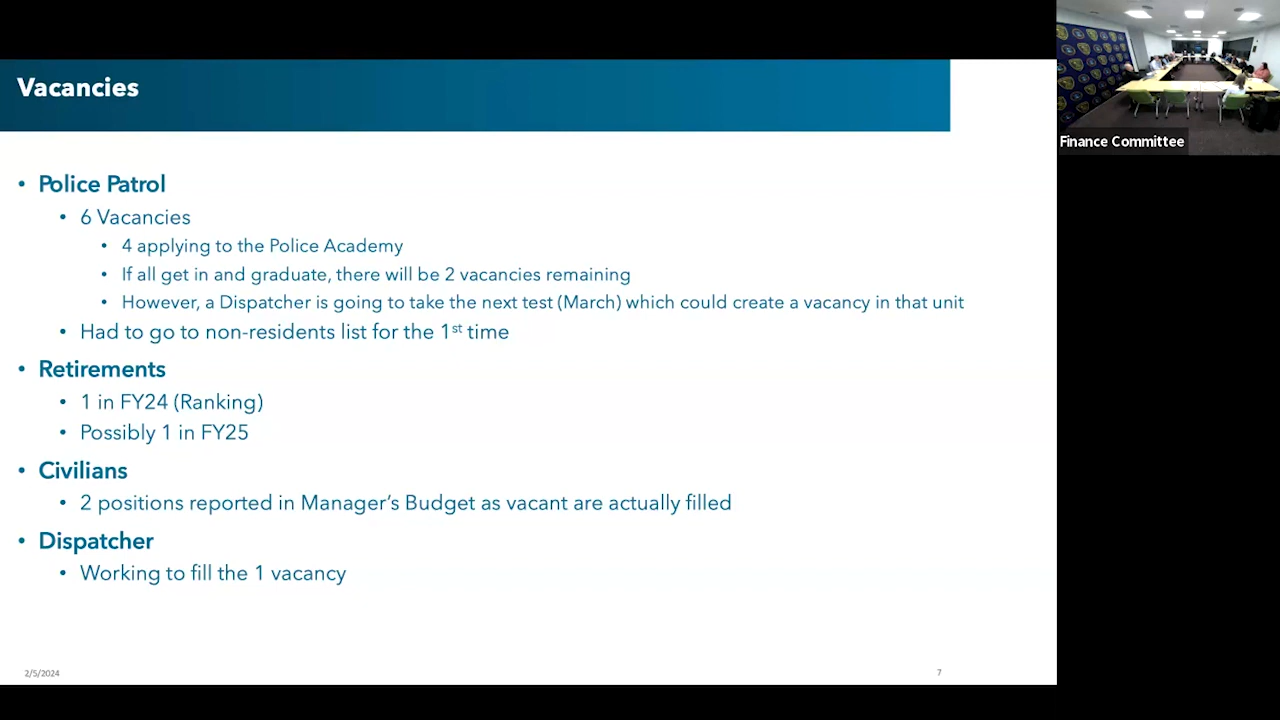 Vacancies
Finance Committee
• Police Patrol
• 6 Vacancies
• 4 applying to the Police Academy
• If all get in and graduate, there will be 2 vacancies remaining
• However, a Dispatcher is going to take the next test (March) which could create a vacancy in that unit
• Had to go to non-residents list for the 1st time
• Retirements
• 1 in FY24 (Ranking)
• Possibly 1 in FY25
• Civilians
• 2 positions reported in Manager's Budget as vacant are actually filled
• Dispatcher
• Working to fill the 1 vacancy
2/5/2024
7